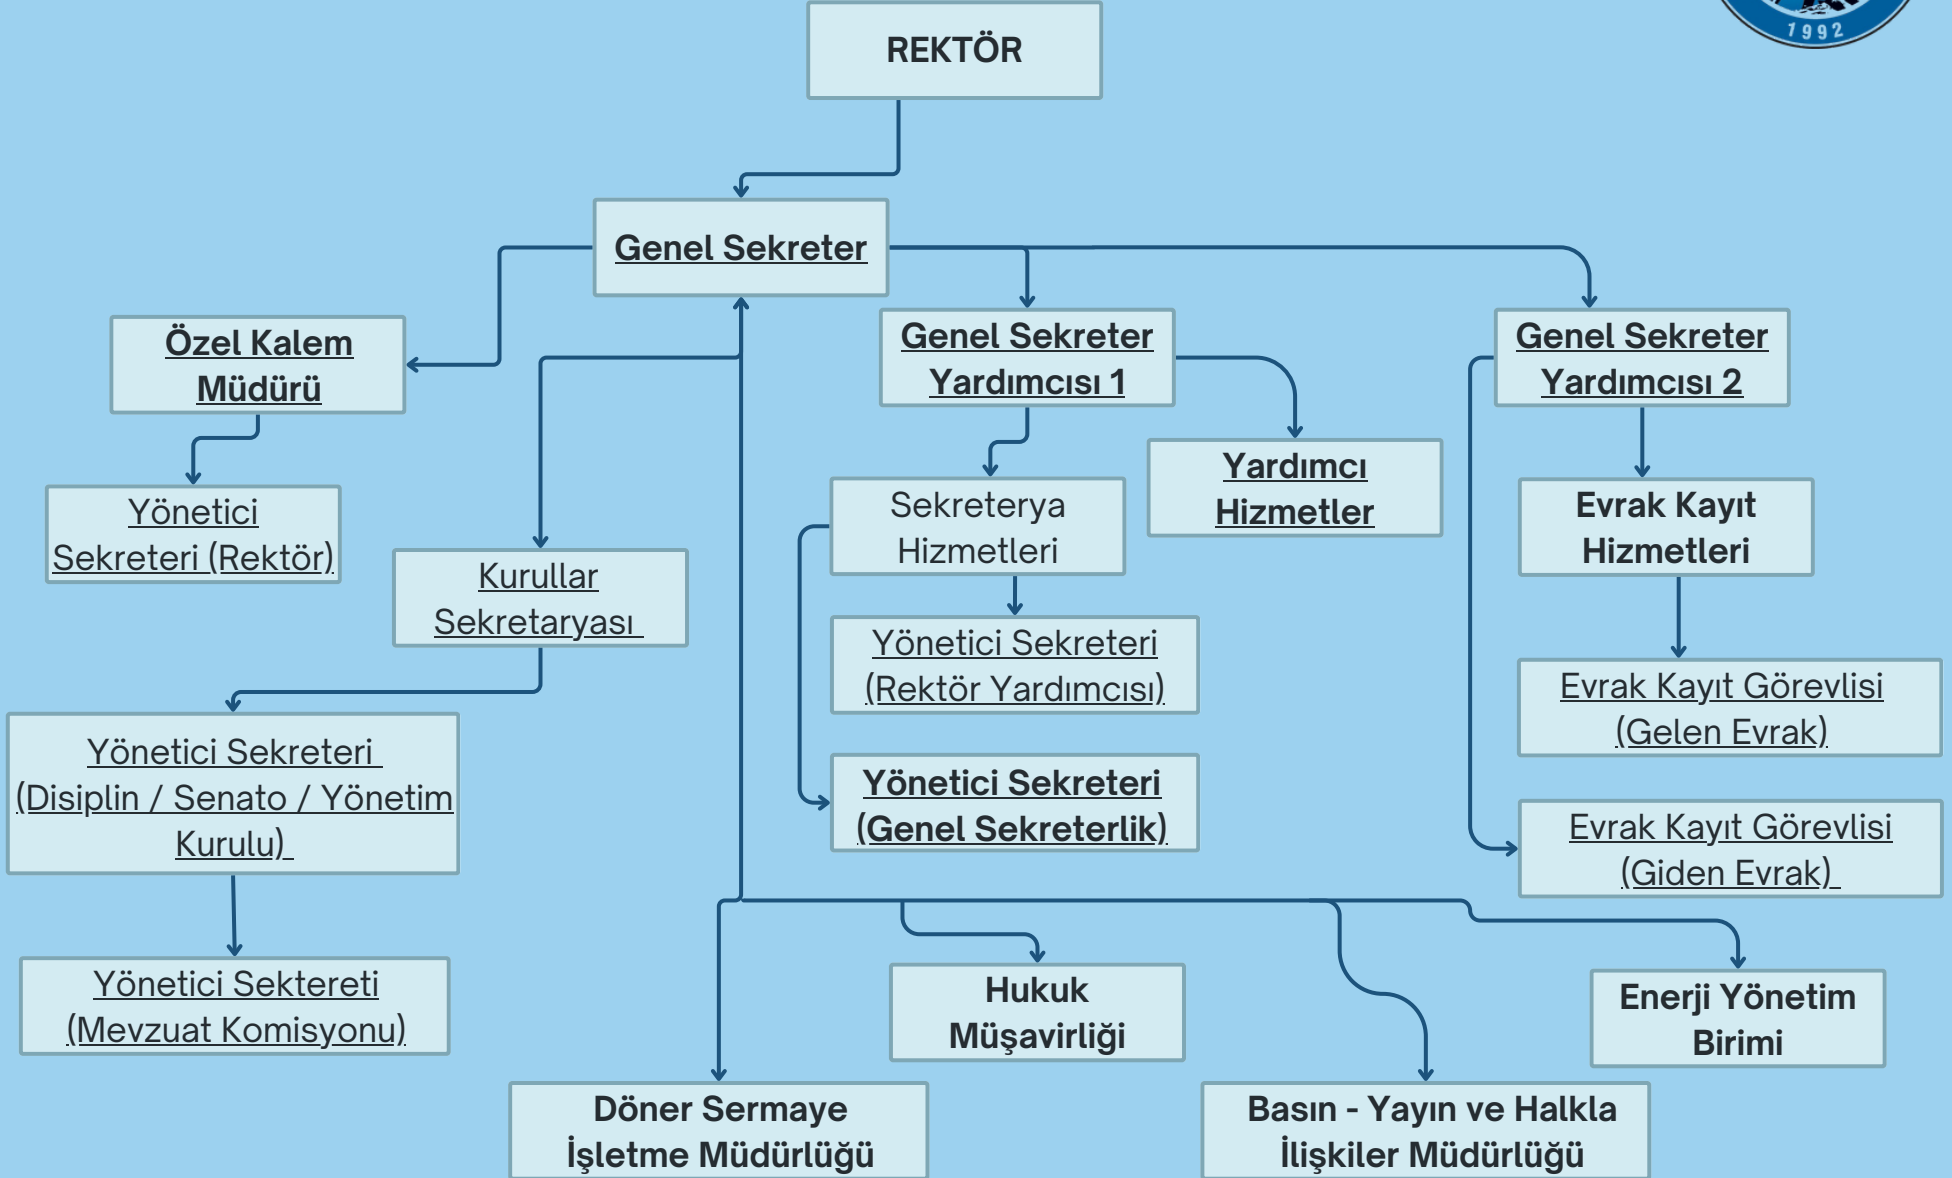 1992
REKTÖR
Genel Sekreter
Özel Kalem
Müdürü
Genel Sekreter
Yardımcısı 1
Genel Sekreter
Yardımcısı 2
Yönetici
Sekreteri (Rektör)
Kurullar
Sekretaryası
Sekreterya
Hizmetleri
Yardımcı
Hizmetler
Evrak Kayıt
Hizmetleri
Yönetici Sekreteri
(Rektör Yardımcısı)
Evrak Kayıt Görevlisi
(Gelen Evrak)
Yönetici Sekreteri
(Disiplin / Senato / Yönetim
Kurulu)
Yönetici Sekreteri
(Genel Sekreterlik)
Evrak Kayıt Görevlisi
(Giden Evrak)
Yönetici Sektereti
(Mevzuat Komisyonu)
Hukuk
Müşavirliği
Enerji Yönetim
Birimi
Döner Sermaye
İşletme Müdürlüğü
Basın - Yayın ve Halkla
İlişkiler Müdürlüğü